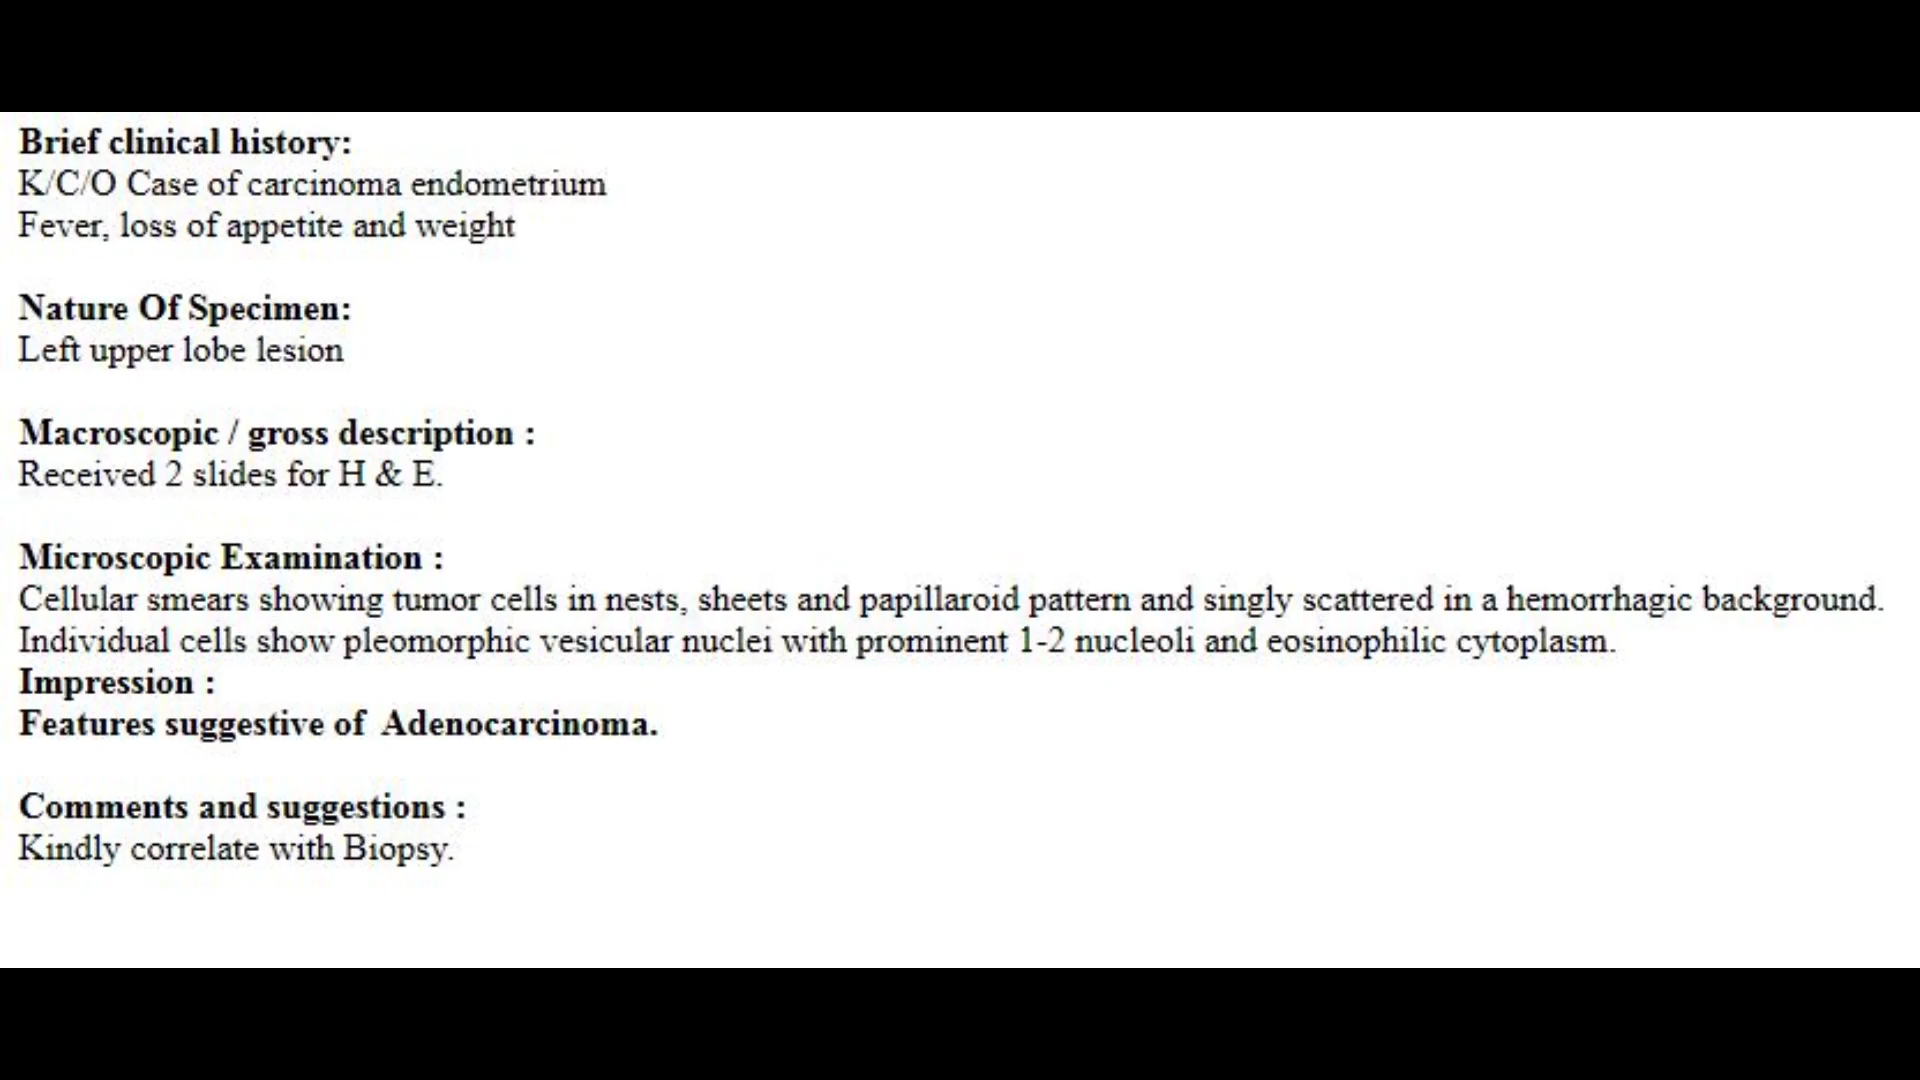 Brief clinical history:
K/C/O Case of carcinoma endometrium
Fever, loss of appetite and weight
Nature Of Specimen:
Left upper lobe lesion
Macroscopic / gross description :
Received 2 slides for H & E.
Microscopic Examination :
Cellular smears showing tumor cells in nests, sheets and papillaroid pattern and singly scattered in a hemorrhagic background.
Individual cells show pleomorphic vesicular nuclei with prominent 1-2 nucleoli and eosinophilic cytoplasm.
Impression :
Features suggestive of Adenocarcinoma.
Comments and suggestions :
Kindly correlate with Biopsy.